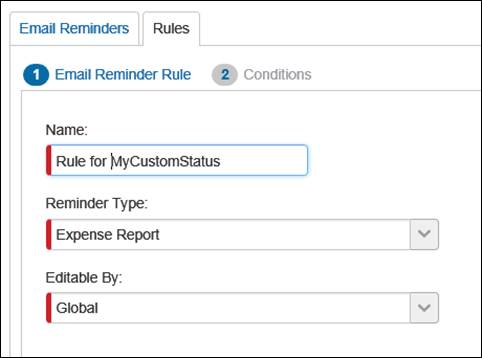 Email Reminders Rules
1 Email Reminder Rule 2 Conditions
Name:
Rule for MyCustomStatus
Reminder Type:
Expense Report
Editable By:
Global